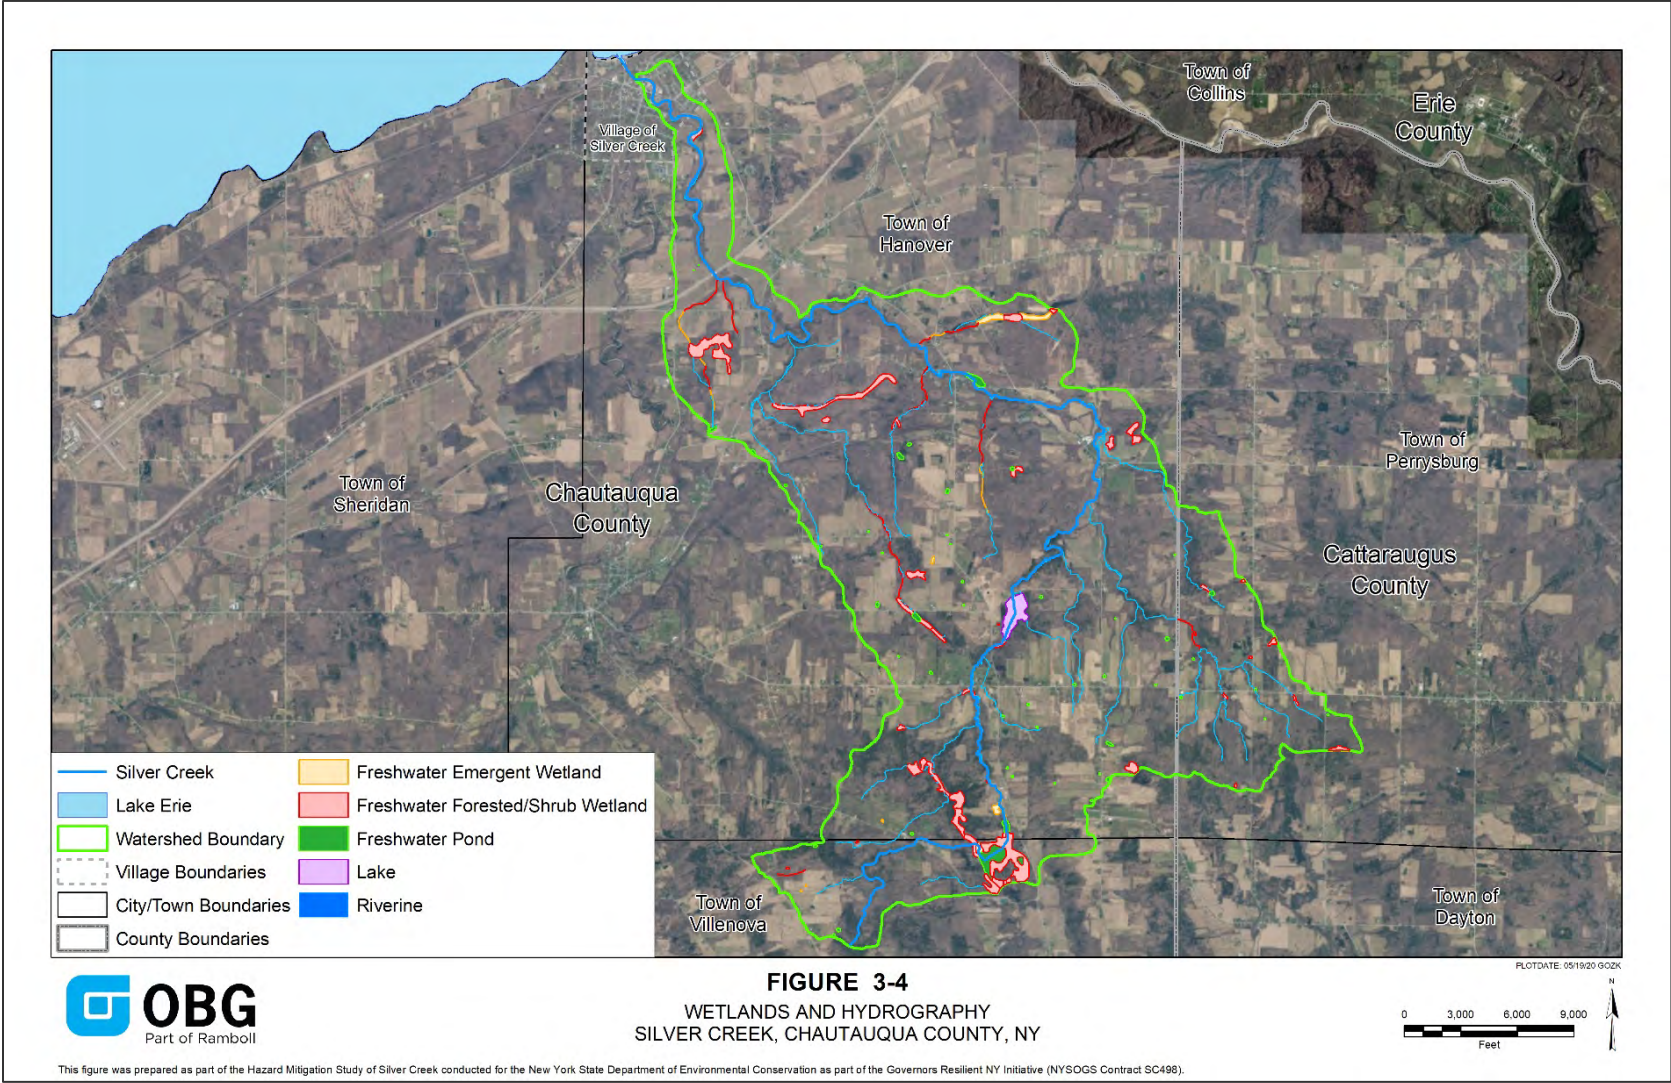 Town of
Collins
Erie
County
Village of
Silver Creek
Town of
Hanover
Town of
Perrysburg
Town of
Sheridan
Chautauqua
County
Cattaraugus
County
Town of
Villenova
Town of
Dayton
Silver Creek
Lake Erie
Watershed Boundary
Village Boundaries
City/Town Boundaries
County Boundaries
Freshwater Emergent Wetland
Freshwater Forested/Shrub Wetland
Freshwater Pond
Lake
Riverine
PLOTDATE: 05/19/20 GOZK
OBG
Part of Ramboll
FIGURE 3-4
WETLANDS AND HYDROGRAPHY
SILVER CREEK, CHAUTAUQUA COUNTY, NY
N
0 3,000 6,000 9,000
Feet
This figure was prepared as part of the Hazard Mitigation Study of Silver Creek conducted for the New York State Department of Environmental Conservation as part of the Governors Resilient NY Initiative (NYSOGS Contract SC498).